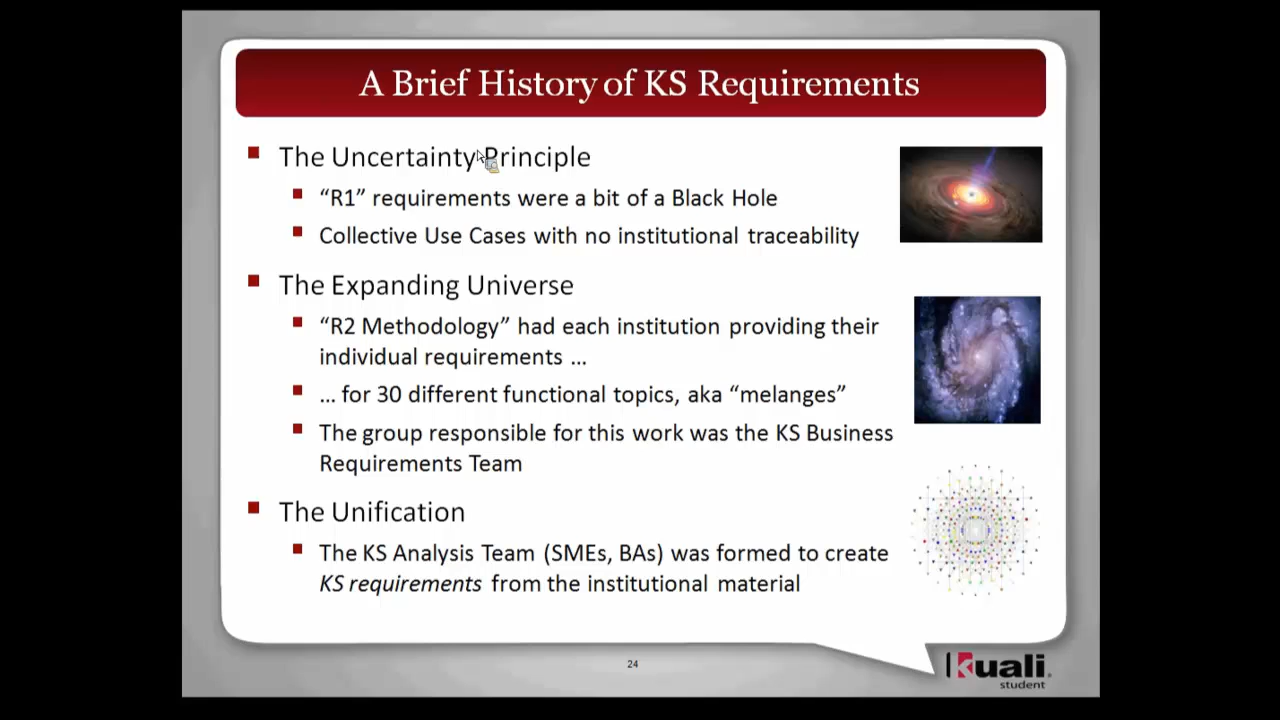 A Brief History of KS Requirements
The Uncertainty Principle
“R1” requirements were a bit of a Black Hole
Collective Use Cases with no institutional traceability
The Expanding Universe
“R2 Methodology” had each institution providing their
individual requirements ...
... for 30 different functional topics, aka “melanges”
The group responsible for this work was the KS Business
Requirements Team
The Unification
The KS Analysis Team (SMEs, BAs) was formed to create
KS requirements from the institutional material
24
Kuali
student